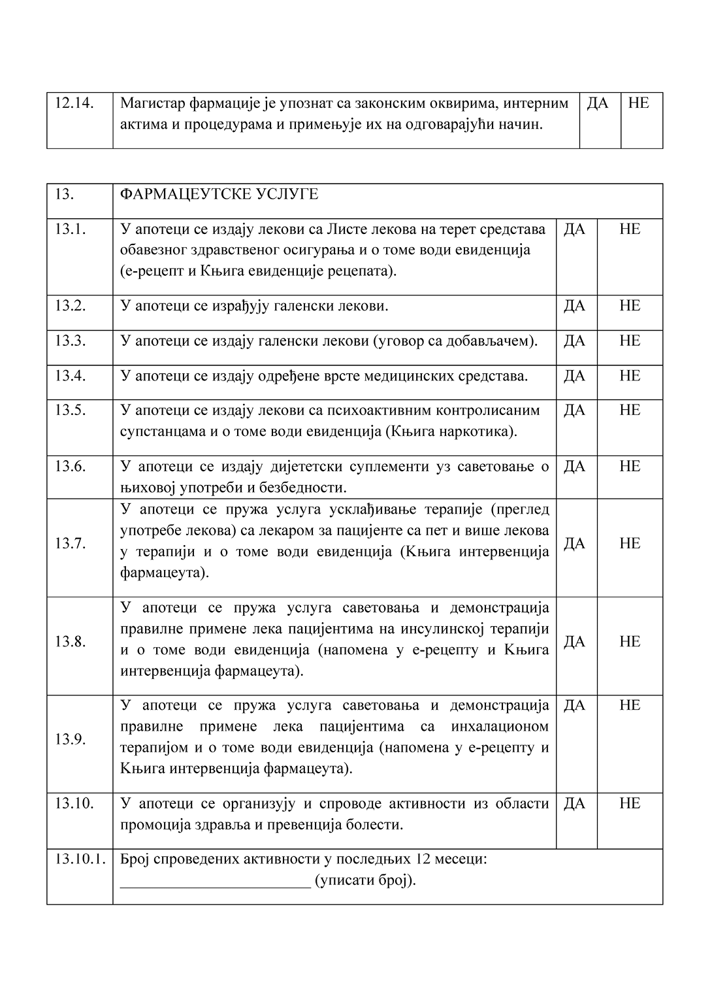 12.14. Магистар фармације је упознат са законским оквирима, интерним ДА НЕ
актима и процедурама и примењује их на одговарајући начин.
13. ФАРМАЦЕУТСКЕ УСЛУГЕ
13.1. У апотеци се издају лекови са Листе лекова на терет средстава ДА НЕ
обавезног здравственог осигурања и о томе води евиденција
(е-рецепт и Књига евиденције рецепата).
13.2. У апотеци се израђују галенски лекови. ДА НЕ
13.3. У апотеци се издају галенски лекови (уговор са добављачем). ДА НЕ
13.4. У апотеци се издају одређене врсте медицинских средстава. ДА НЕ
13.5. У апотеци се издају лекови са психоактивним контролисаним ДА НЕ
супстанцама и о томе води евиденција (Књига наркотика).
13.6. У апотеци се издају дијететски суплементи уз саветовање о ДА НЕ
њиховој употреби и безбедности.
У апотеци се пружа услуга усклађивање терапије (преглед
употребе лекова) са лекаром за пацијенте са пет и више лекова
13.7. у терапији и о томе води евиденција (Књига интервенција ДА НЕ
фармацеута).
У апотеци се пружа услуга саветовања и демонстрација
правилне примене лека пацијентима на инсулинској терапији
13.8. и о томе води евиденција (напомена у е-рецепту и Књига ДА НЕ
интервенција фармацеута).
У апотеци се пружа услуга саветовања и демонстрација ДА НЕ
правилне примене лека пацијентима са инхалационом
13.9. терапијом и о томе води евиденција (напомена у е-рецепту и
Књига интервенција фармацеута).
13.10. У апотеци се организују и спроводе активности из области ДА НЕ
промоција здравља и превенција болести.
13.10.1. Број спроведених активности у последњих 12 месеци:
_______________________ (уписати број).